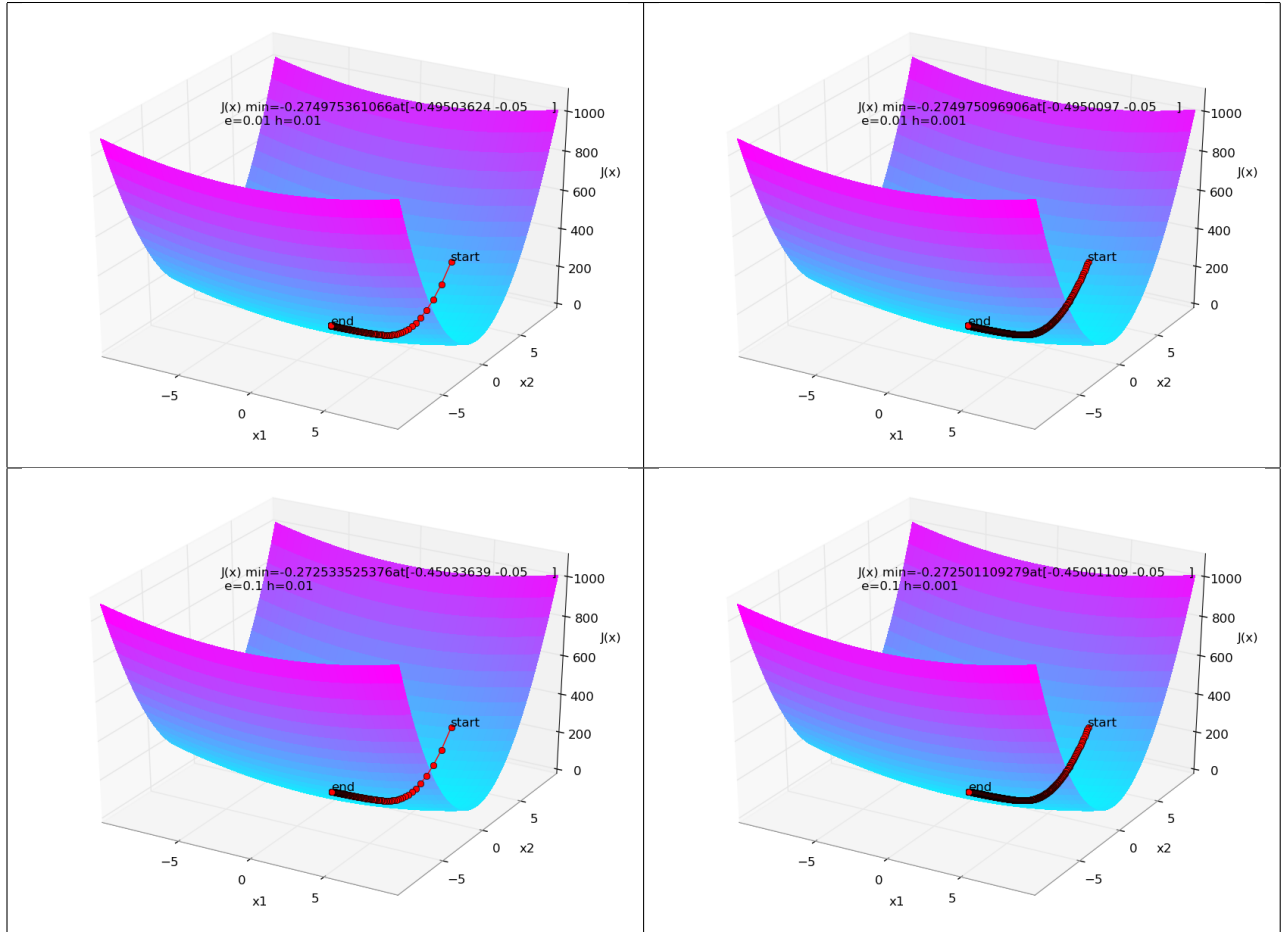 J(x) min=-0.274975361066at[-0.49503624 -0.05 ]
e=0.01 h=0.01
1000
800
J(x)
600
400
start
200
end
0
5
0 x2
−5
−5
0
5
x1
J(x) min=-0.274975096906at[-0.4950097 -0.05 ]
e=0.01 h=0.001
1000
800
J(x)
600
400
start
200
end
0
5
0 x2
−5
−5
0
5
x1
J(x) min=-0.272533525376at[-0.45033639 -0.05 ]
e=0.1 h=0.01
1000
800
J(x)
600
400
start
200
end
0
5
0 x2
−5
−5
0
5
x1
J(x) min=-0.272501109279at[-0.45001109 -0.05 ]
e=0.1 h=0.001
1000
800
J(x)
600
400
start
200
end
0
5
0 x2
−5
−5
0
5
x1